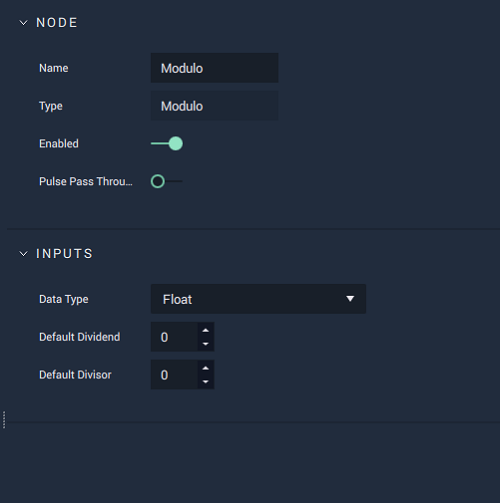 NODE
Name Modulo
Type Modulo
Enabled
Pulse Pass Throu...
INPUTS
Data Type Float
Default Dividend 0
Default Divisor 0